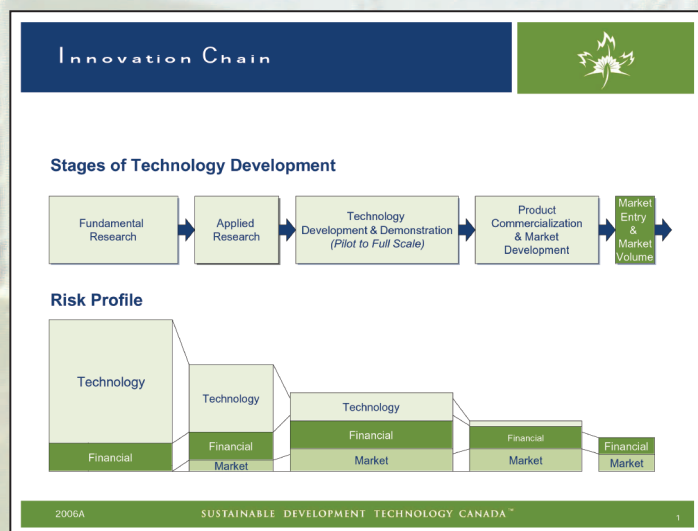 Innovation Chain
Stages of Technology Development
Fundamental
Research
Applied
Research
Technology
Development & Demonstration
(Pilot to Full Scale)
Product
Commercialization
& Market
Development
Market
Entry
&
Market
Volume
Risk Profile
Technology
Financial
Technology
Financial
Market
Technology
Financial
Market
Financial
Market
Financial
Market
2006A
SUSTAINABLE DEVELOPMENT TECHNOLOGY CANADA™
1